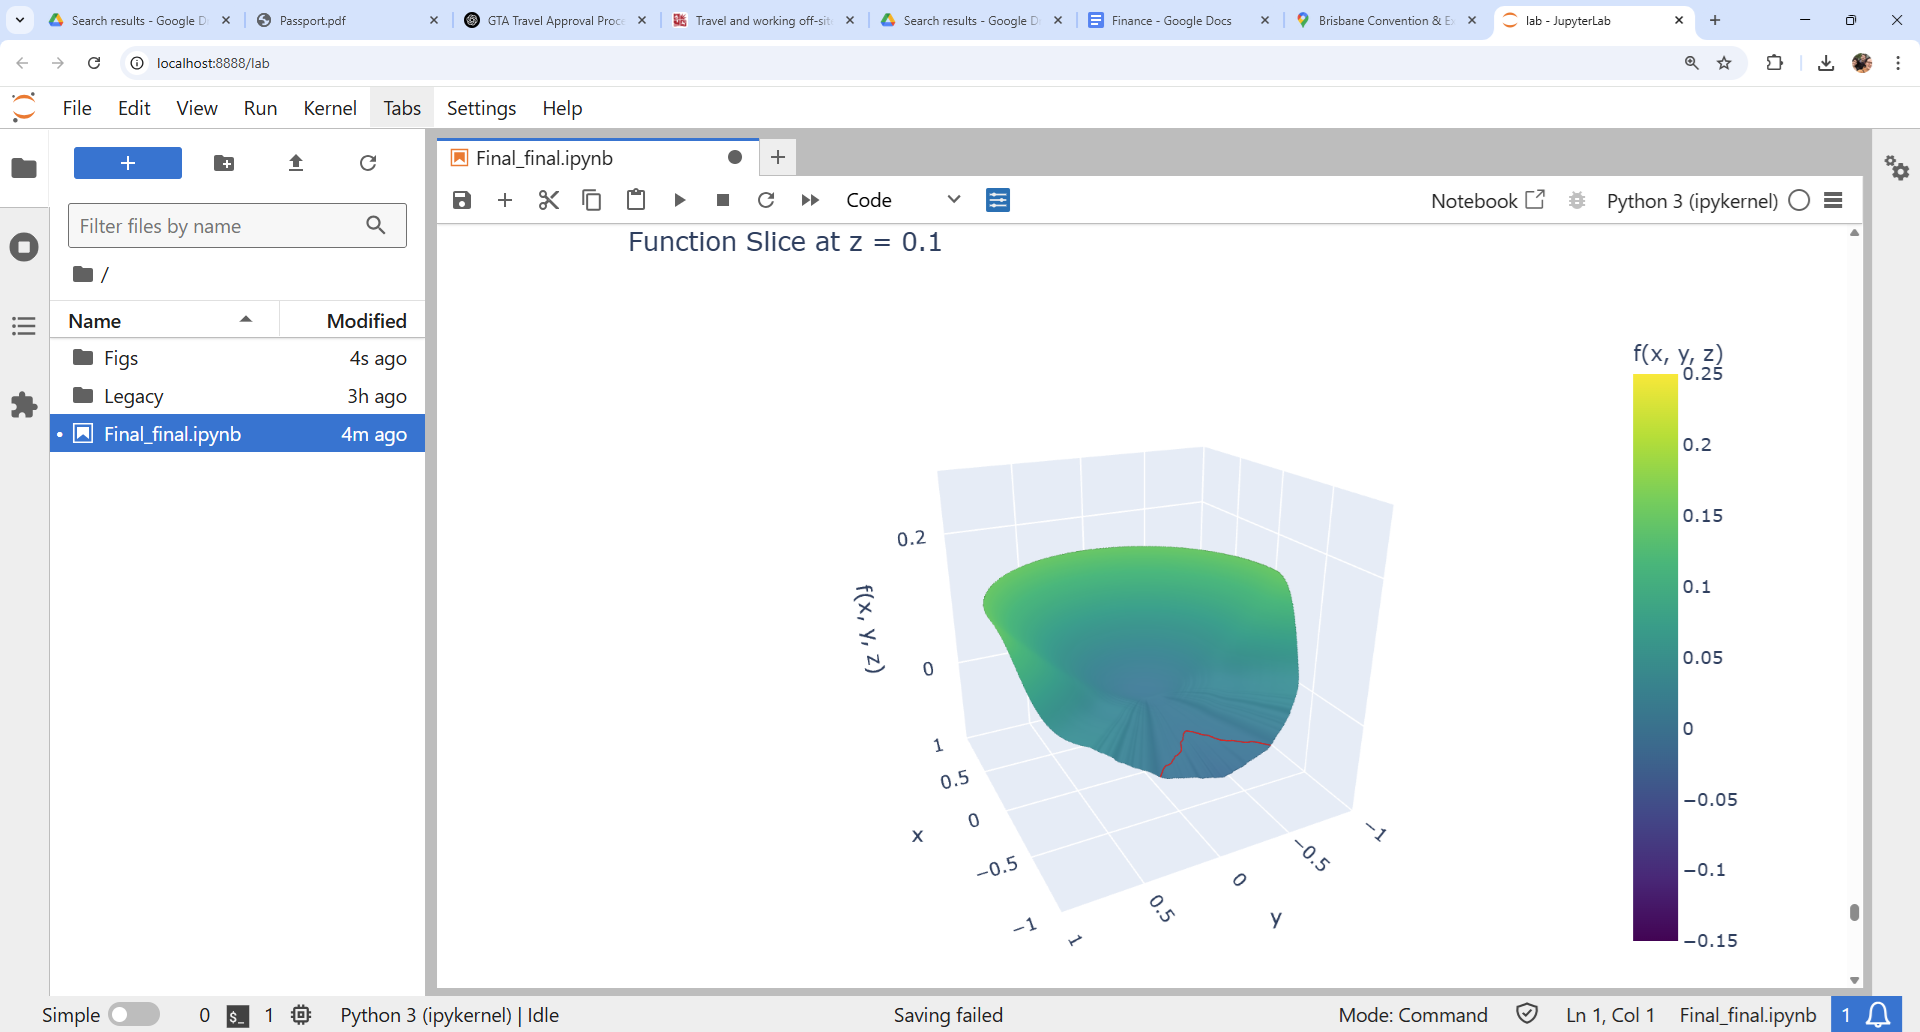 Search results - Google D
Passport.pdf
GTA Travel Approval Proce
Travel and working off-sit
Search results - Google D
Finance - Google Docs
Brisbane Convention & E
lab - JupyterLab
localhost:8888/lab
File Edit View Run Kernel Tabs Settings Help
Filter files by name
/
Name Modified
Figs 4s ago
Legacy 3h ago
Final_final.ipynb 4m ago
Final_final.ipynb
Code
Notebook
Python 3 (ipykernel)
Function Slice at z = 0.1
f(x, y, z)
0.25
0.2
0.15
0.1
0.05
0
−0.05
−0.1
−0.15
0.2
0
f(x, y, z)
1
0.5
0
−0.5
−1
x
1
0.5
0
−0.5
−1
y
Simple 0 $_ 1 Python 3 (ipykernel) | Idle Saving failed Mode: Command Ln 1, Col 1 Final_final.ipynb 1